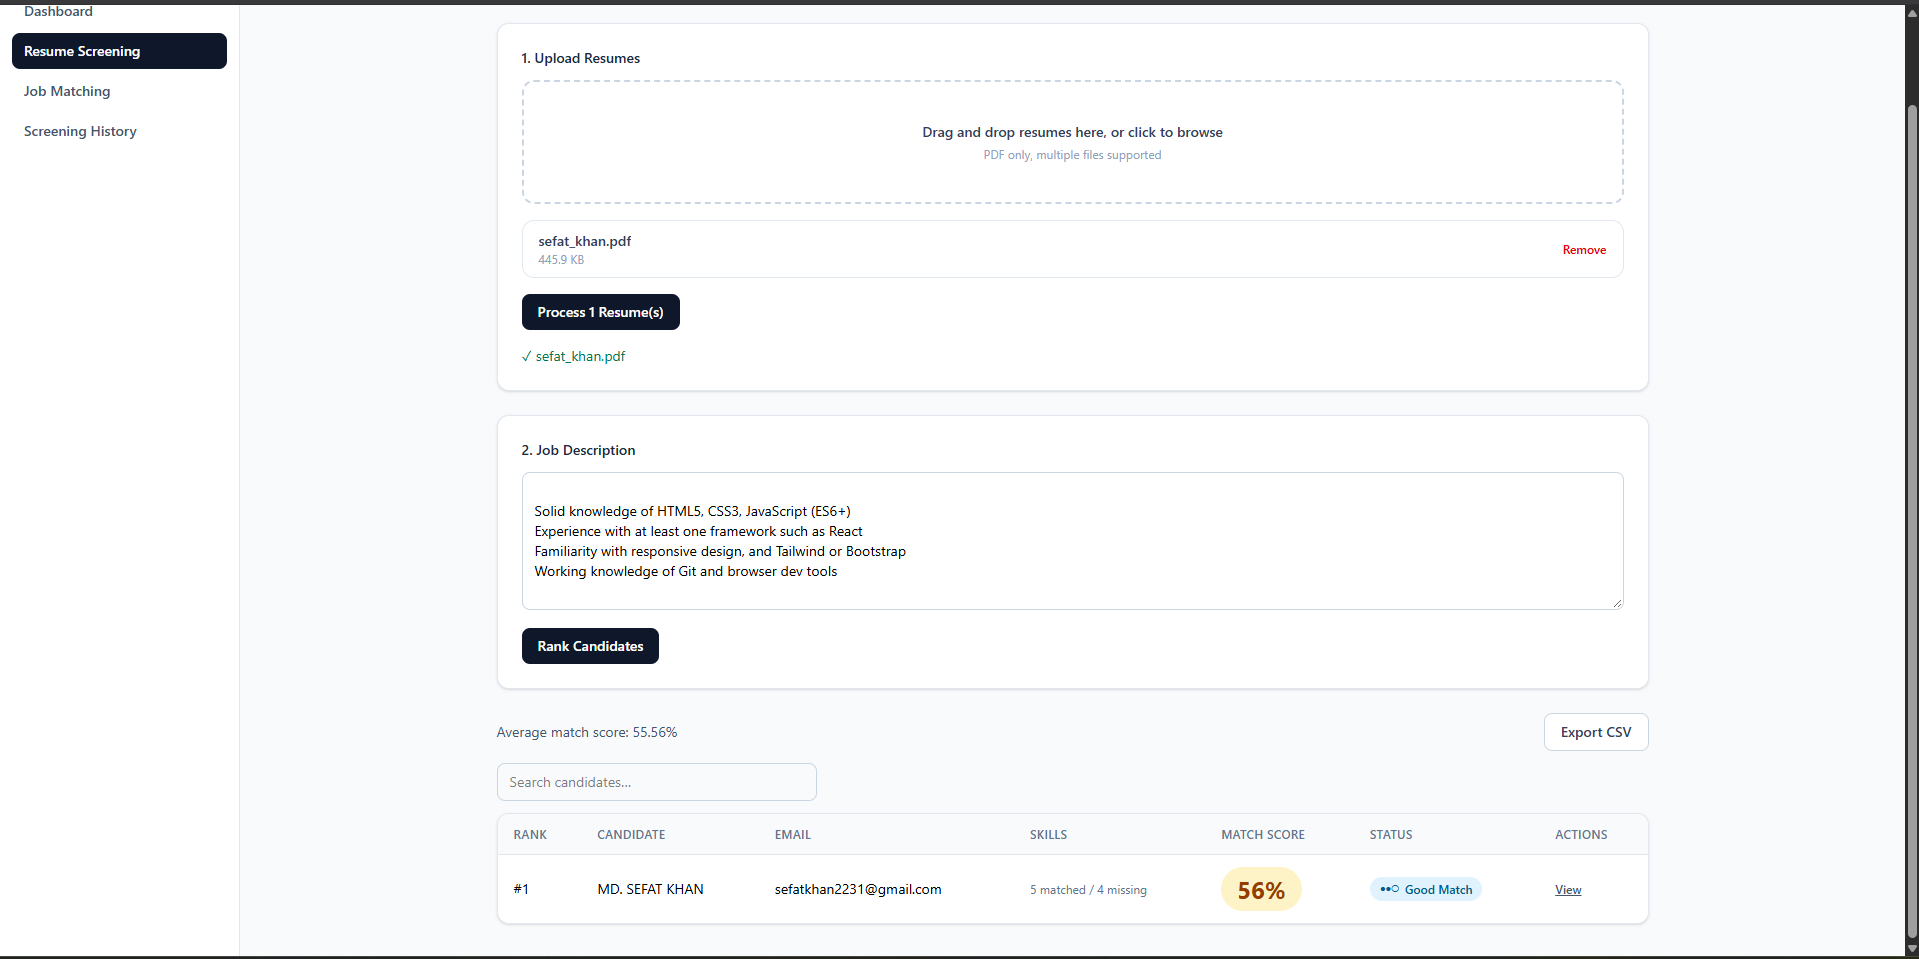 Dashboard
Resume Screening
Job Matching
Screening History
1. Upload Resumes
Drag and drop resumes here, or click to browse
PDF only, multiple files supported
sefat_khan.pdf
445.9 KB
Remove
Process 1 Resume(s)
✓ sefat_khan.pdf
2. Job Description
Solid knowledge of HTML5, CSS3, JavaScript (ES6+)
Experience with at least one framework such as React
Familiarity with responsive design, and Tailwind or Bootstrap
Working knowledge of Git and browser dev tools
Rank Candidates
Average match score: 55.56%
Export CSV
Search candidates...
RANK CANDIDATE EMAIL SKILLS MATCH SCORE STATUS ACTIONS
#1 MD. SEFAT KHAN sefatkhan2231@gmail.com 5 matched / 4 missing 56% ●●○ Good Match View